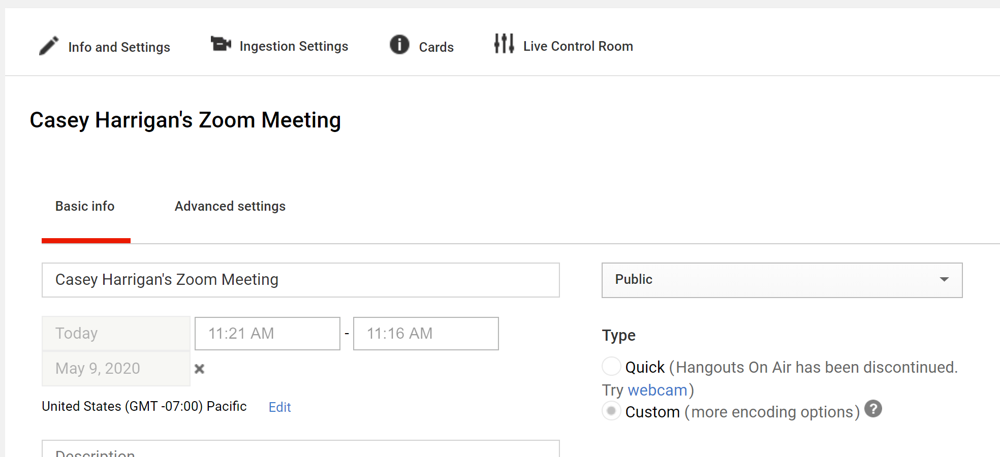 Info and Settings
Ingestion Settings
Cards
Live Control Room
Casey Harrigan's Zoom Meeting
Basic info
Advanced settings
Casey Harrigan's Zoom Meeting
Public
Today
11:21 AM - 11:16 AM
May 9, 2020
United States (GMT -07:00) Pacific Edit
Type
Quick (Hangouts On Air has been discontinued.
Try webcam)
Custom (more encoding options)
Description